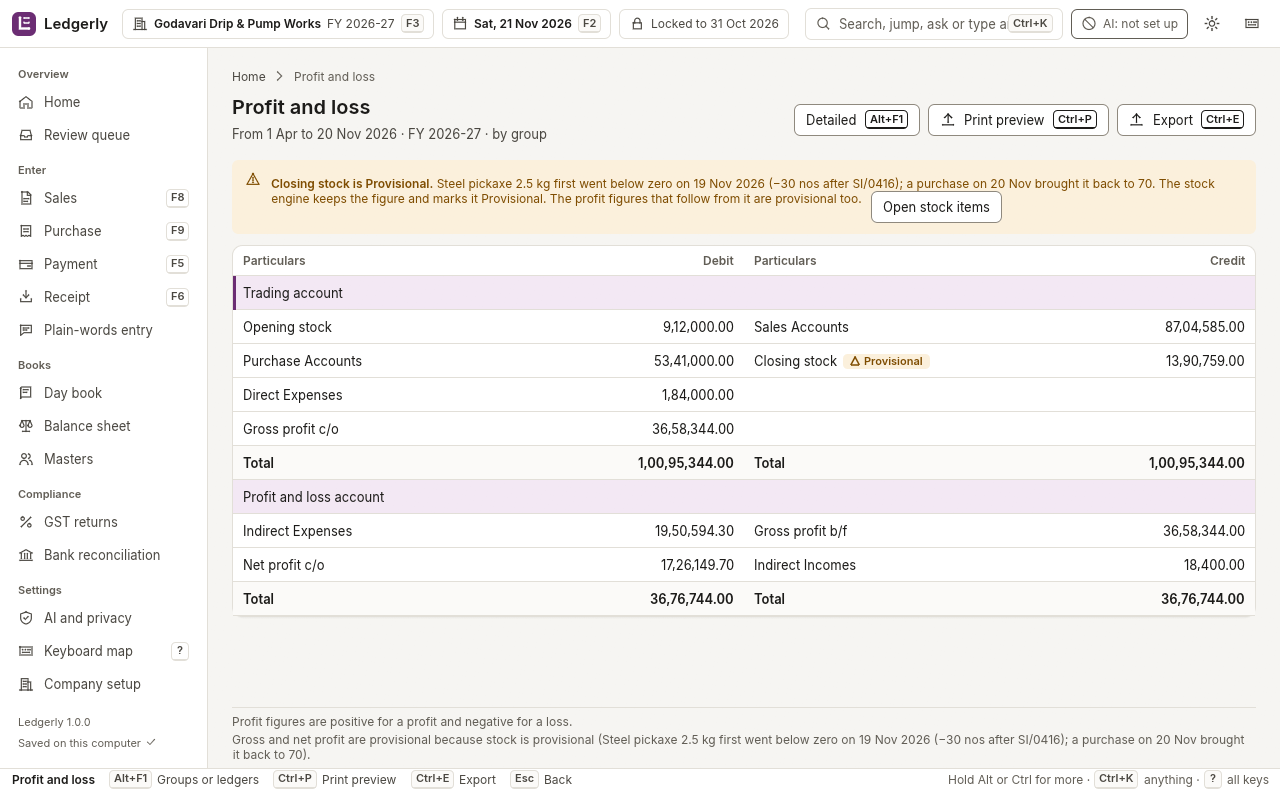 Ledgerly
Godavari Drip & Pump Works FY 2026-27 F3
Sat, 21 Nov 2026 F2
Locked to 31 Oct 2026
Search, jump, ask or type a Ctrl+K
AI: not set up
Overview
Home
Review queue
Enter
Sales F8
Purchase F9
Payment F5
Receipt F6
Plain-words entry
Books
Day book
Balance sheet
Masters
Compliance
GST returns
Bank reconciliation
Settings
AI and privacy
Keyboard map ?
Company setup
Ledgerly 1.0.0
Saved on this computer
Home > Profit and loss
Profit and loss
From 1 Apr to 20 Nov 2026 · FY 2026-27 · by group
Detailed Alt+F1
Print preview Ctrl+P
Export Ctrl+E
Closing stock is Provisional. Steel pickaxe 2.5 kg first went below zero on 19 Nov 2026 (−30 nos after SI/0416); a purchase on 20 Nov brought it back to 70. The stock
engine keeps the figure and marks it Provisional. The profit figures that follow from it are provisional too. Open stock items
Particulars Debit Particulars Credit
Trading account
Opening stock 9,12,000.00 Sales Accounts 87,04,585.00
Purchase Accounts 53,41,000.00 Closing stock Provisional 13,90,759.00
Direct Expenses 1,84,000.00
Gross profit c/o 36,58,344.00
Total 1,00,95,344.00 Total 1,00,95,344.00
Profit and loss account
Indirect Expenses 19,50,594.30 Gross profit b/f 36,58,344.00
Net profit c/o 17,26,149.70 Indirect Incomes 18,400.00
Total 36,76,744.00 Total 36,76,744.00
Profit figures are positive for a profit and negative for a loss.
Gross and net profit are provisional because stock is provisional (Steel pickaxe 2.5 kg first went below zero on 19 Nov 2026 (−30 nos after SI/0416); a purchase on 20 Nov brought
it back to 70).
Profit and loss Alt+F1 Groups or ledgers Ctrl+P Print preview Ctrl+E Export Esc Back
Hold Alt or Ctrl for more · Ctrl+K anything · ? all keys